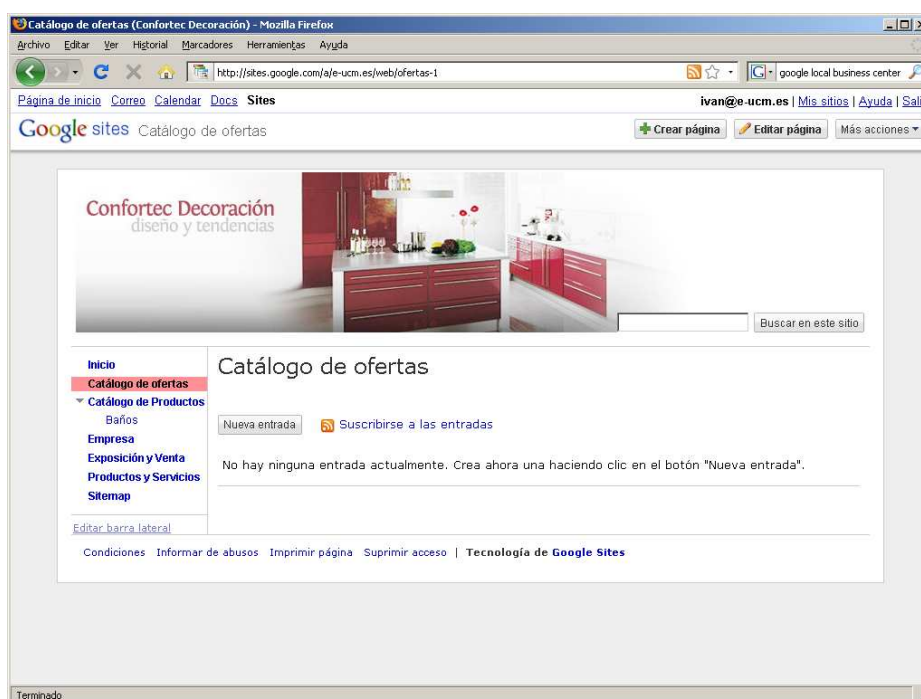 Catálogo de ofertas (Confortec Decoración) - Mozilla Firefox
Archivo Editar Ver Historial Marcadores Herramientas Ayuda
http://sites.google.com/a/e-ucm.es/web/ofertas-1 google local business center
Página de inicio Correo Calendar Docs Sites ivan@e-ucm.es | Mis sitios | Ayuda | Sali
Google sites Catálogo de ofertas Crear página Editar página Más acciones
Confortec Decoración
diseño y tendencias
Buscar en este sitio
Inicio
Catálogo de ofertas
Catálogo de Productos
Baños
Empresa
Exposición y Venta
Productos y Servicios
Sitemap
Editar barra lateral
Catálogo de ofertas
Nueva entrada Suscribirse a las entradas
No hay ninguna entrada actualmente. Crea ahora una haciendo clic en el botón "Nueva entrada".
Condiciones Informar de abusos Imprimir página Suprimir acceso | Tecnología de Google Sites
Terminado